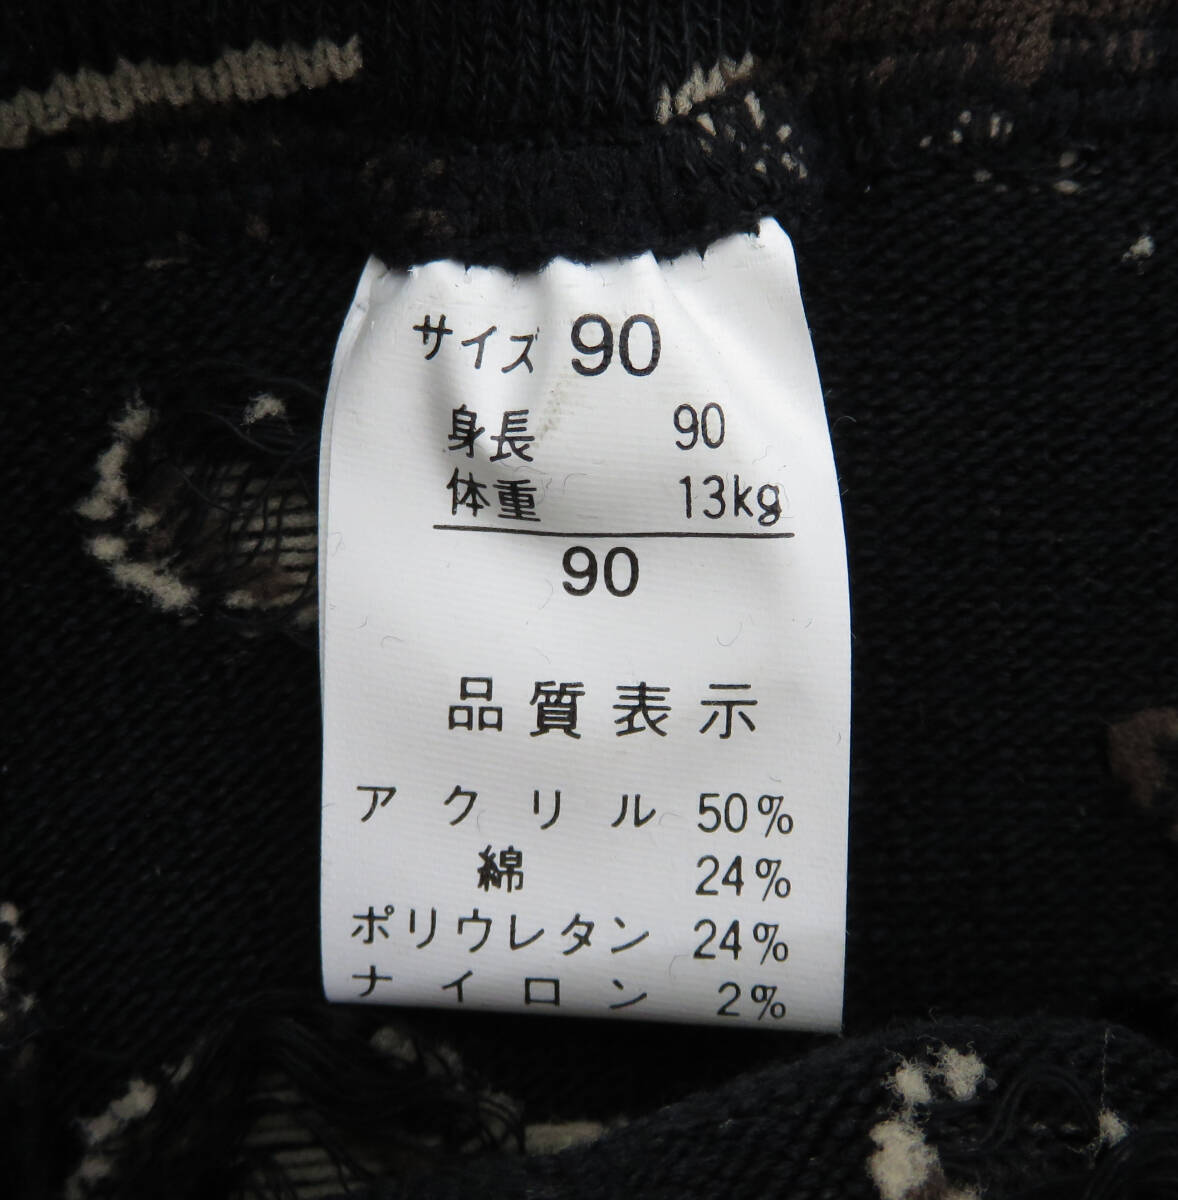 サイズ 90
身長 90
体重 13kg
90
品質表示
アクリル 50%
綿 24%
ポリウレタン 24%
ナイロン 2%